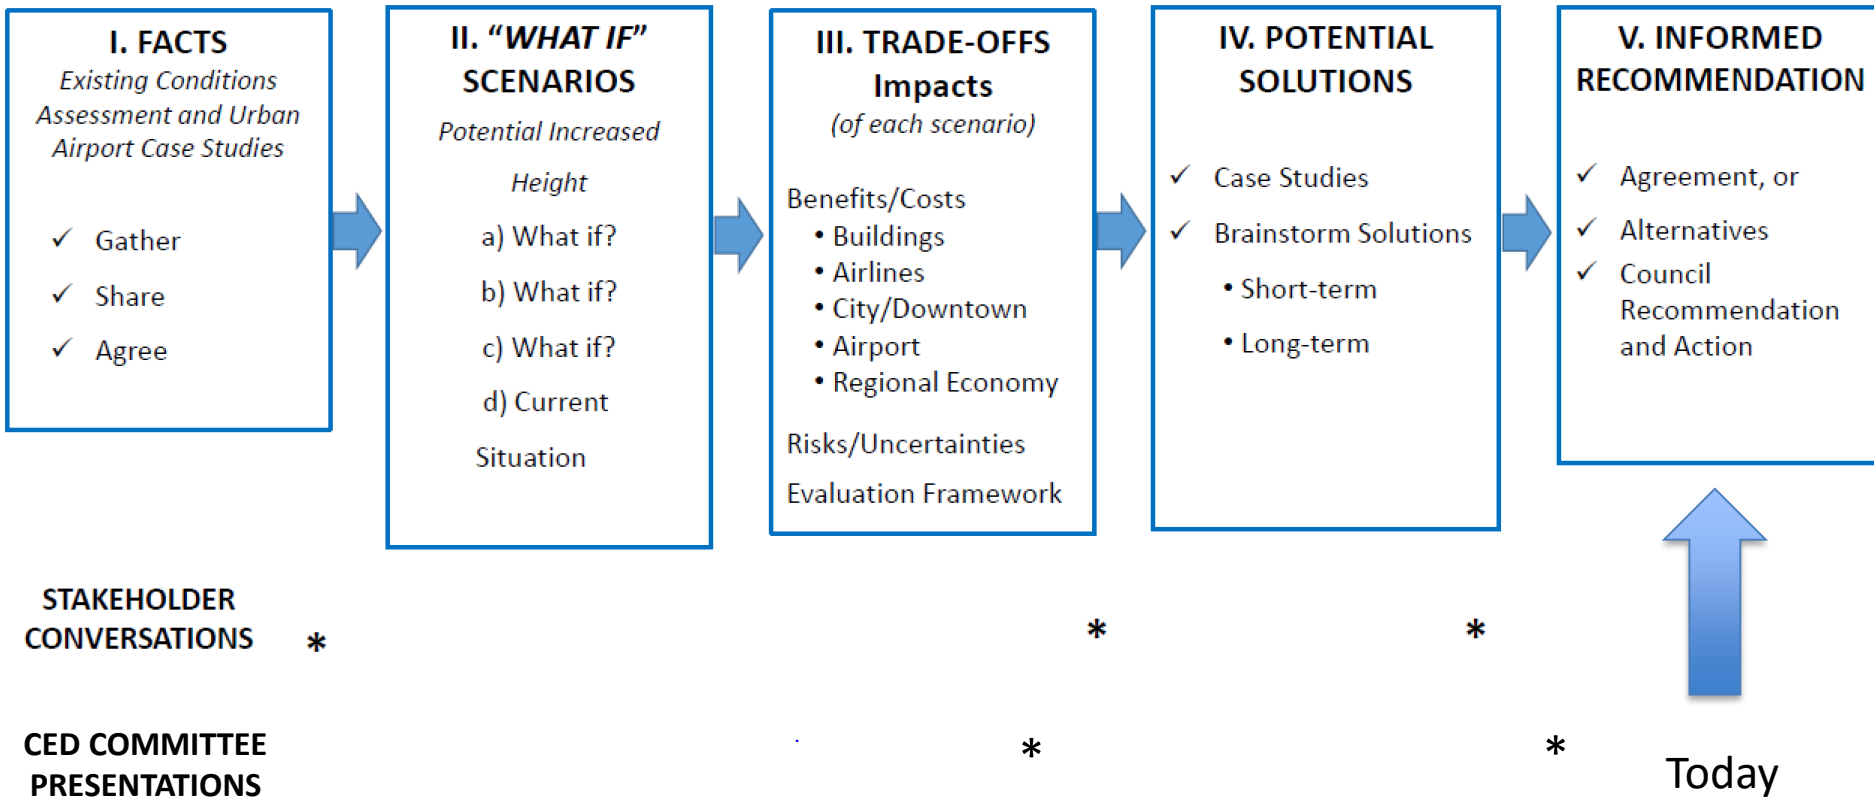 I. FACTS
Existing Conditions
Assessment and Urban
Airport Case Studies
✓ Gather
✓ Share
✓ Agree
II. “WHAT IF”
SCENARIOS
Potential Increased
Height
a) What if?
b) What if?
c) What if?
d) Current
Situation
III. TRADE-OFFS
Impacts
(of each scenario)
Benefits/Costs
• Buildings
• Airlines
• City/Downtown
• Airport
• Regional Economy
Risks/Uncertainties
Evaluation Framework
IV. POTENTIAL
SOLUTIONS
✓ Case Studies
✓ Brainstorm Solutions
• Short-term
• Long-term
V. INFORMED
RECOMMENDATION
✓ Agreement, or
✓ Alternatives
✓ Council
Recommendation
and Action
STAKEHOLDER
CONVERSATIONS * * *
CED COMMITTEE
PRESENTATIONS * *
Today